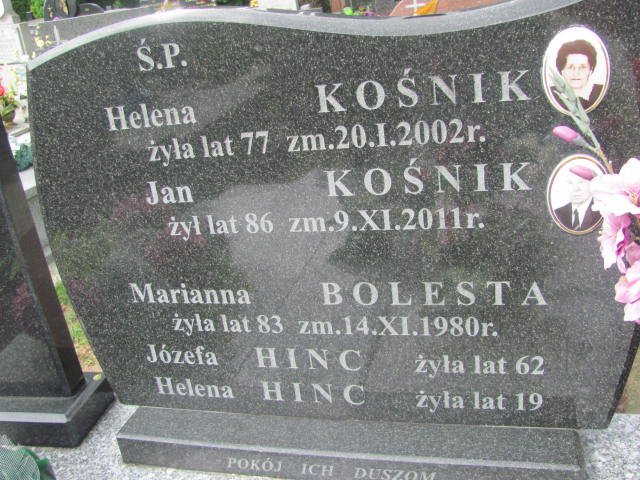 Ś.P.
Helena KOŚNIK
żyła lat 77 zm.20.I.2002r.
Jan KOŚNIK
żył lat 86 zm.9.XI.2011r.
Marianna BOLESTA
żyła lat 83 zm.14.XI.1980r.
Józefa HINC żyła lat 62
Helena HINC żyła lat 19
POKÓJ ICH DUSZOM